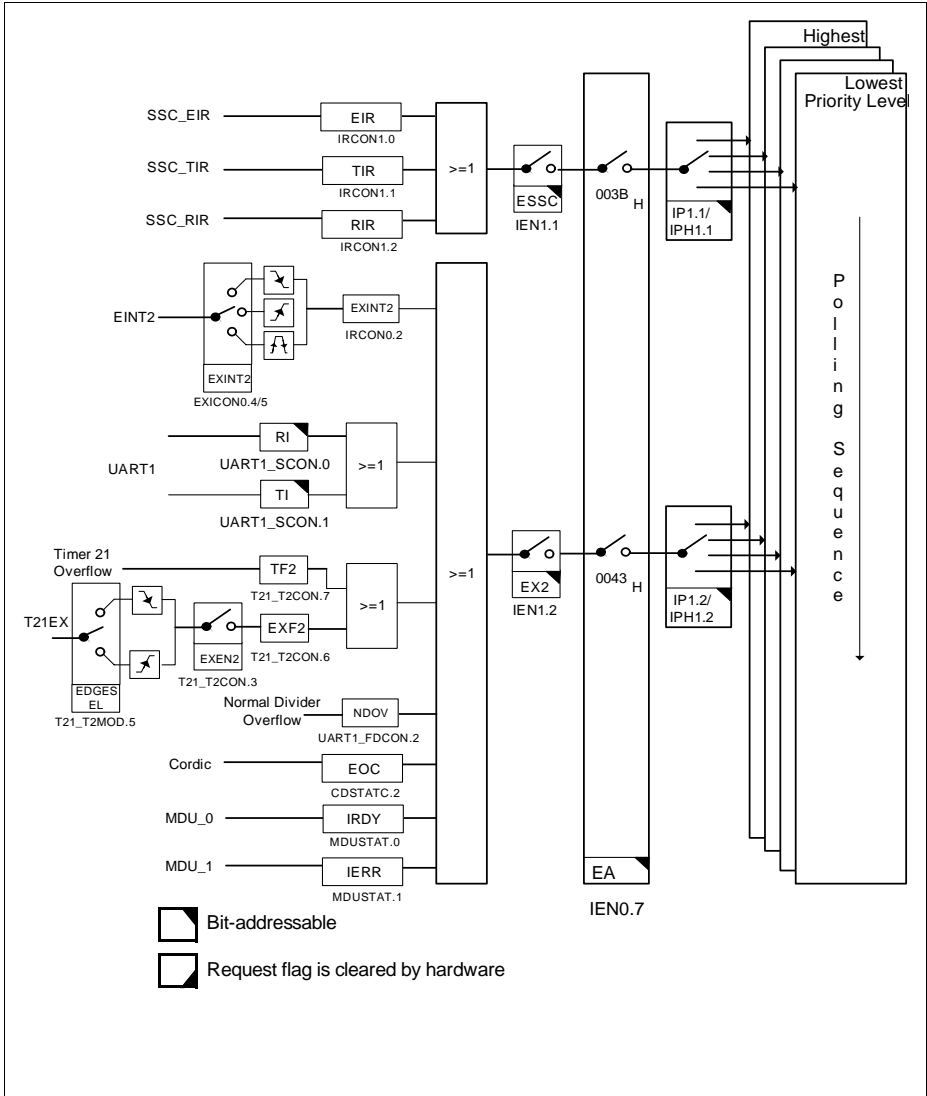 Highest
Lowest
Priority Level
SSC_EIR
EIR
IRCON1.0
SSC_TIR
TIR
IRCON1.1
SSC_RIR
RIR
IRCON1.2
>=1
ESSC
IEN1.1
003B
H
IP1.1/
IPH1.1
EINT2
EXINT2
EXICON0.4/5
EXINT2
IRCON0.2
UART1
RI
UART1_SCON.0
TI
UART1_SCON.1
>=1
Timer 21
Overflow
TF2
T21_T2CON.7
T21EX
EDGES
EL
T21_T2MOD.5
EXEN2
T21_T2CON.3
EXF2
T21_T2CON.6
>=1
Normal Divider
Overflow
NDOV
UART1_FDCON.2
Cordic
EOC
CDSTATC.2
MDU_0
IRDY
MDUSTAT.0
MDU_1
IERR
MDUSTAT.1
>=1
EX2
IEN1.2
0043
H
IP1.2/
IPH1.2
EA
IEN0.7
Polling Sequence
Bit-addressable
Request flag is cleared by hardware